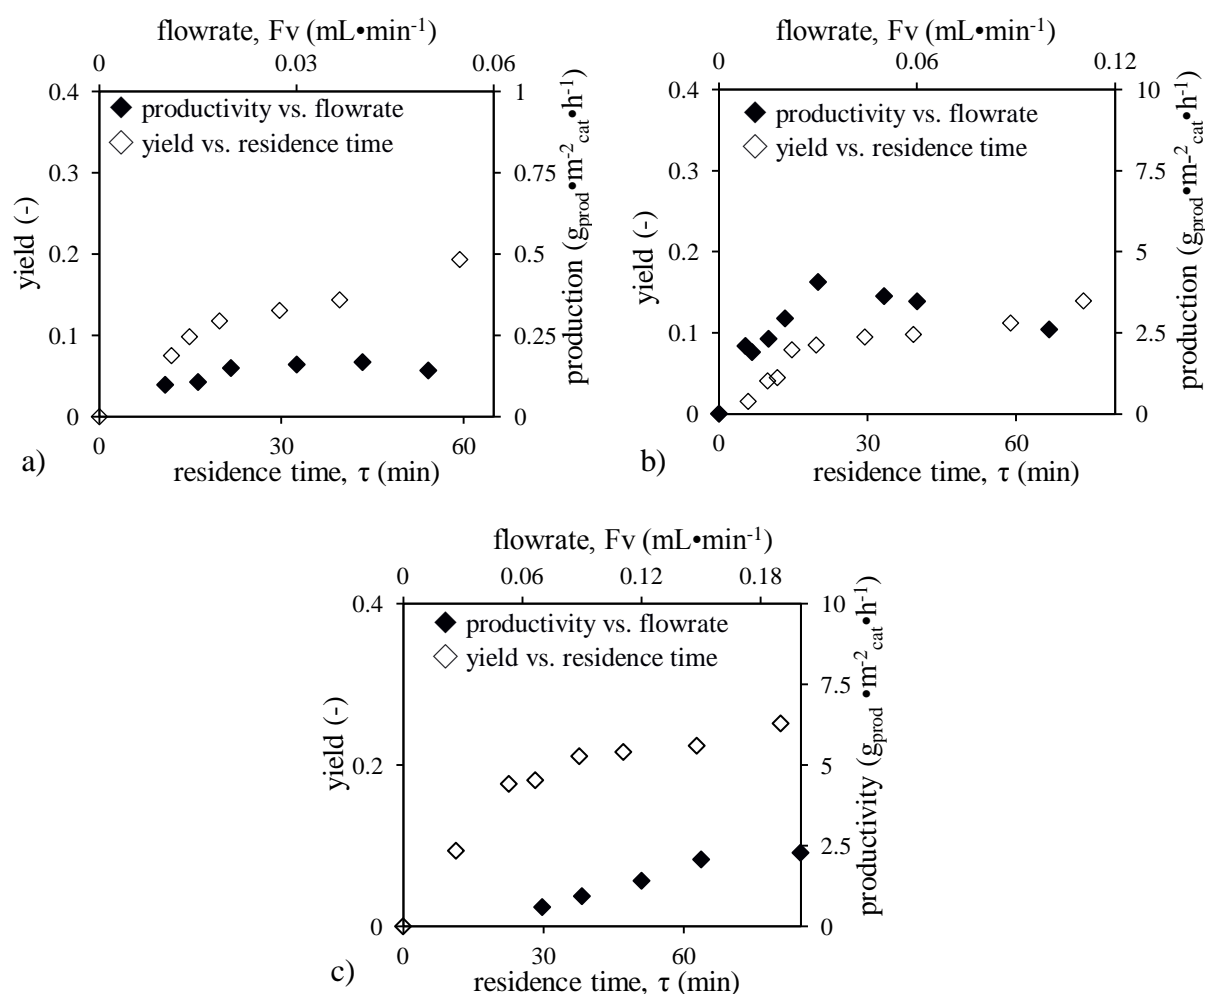 flowrate, Fv (mL•min-1)
0 0.03 0.06
0.4 1
productivity vs. flowrate
yield vs. residence time
0.3 0.75
0.2 0.5
0.1 0.25
0 0
yield (-)
production (gprod•m-2cat•h-1)
0 30 60
a) residence time, τ (min)
flowrate, Fv (mL•min-1)
0 0.06 0.12
0.4 10
productivity vs. flowrate
yield vs. residence time
0.3 7.5
0.2 5
0.1 2.5
0 0
yield (-)
production (gprod•m-2cat•h-1)
0 30 60
b) residence time, τ (min)
flowrate, Fv (mL•min-1)
0 0.06 0.12 0.18
0.4 10
productivity vs. flowrate
yield vs. residence time
7.5
0.2 5
2.5
0 0
yield (-)
productivity (gprod •m-2cat•h-1)
0 30 60
c) residence time, τ (min)